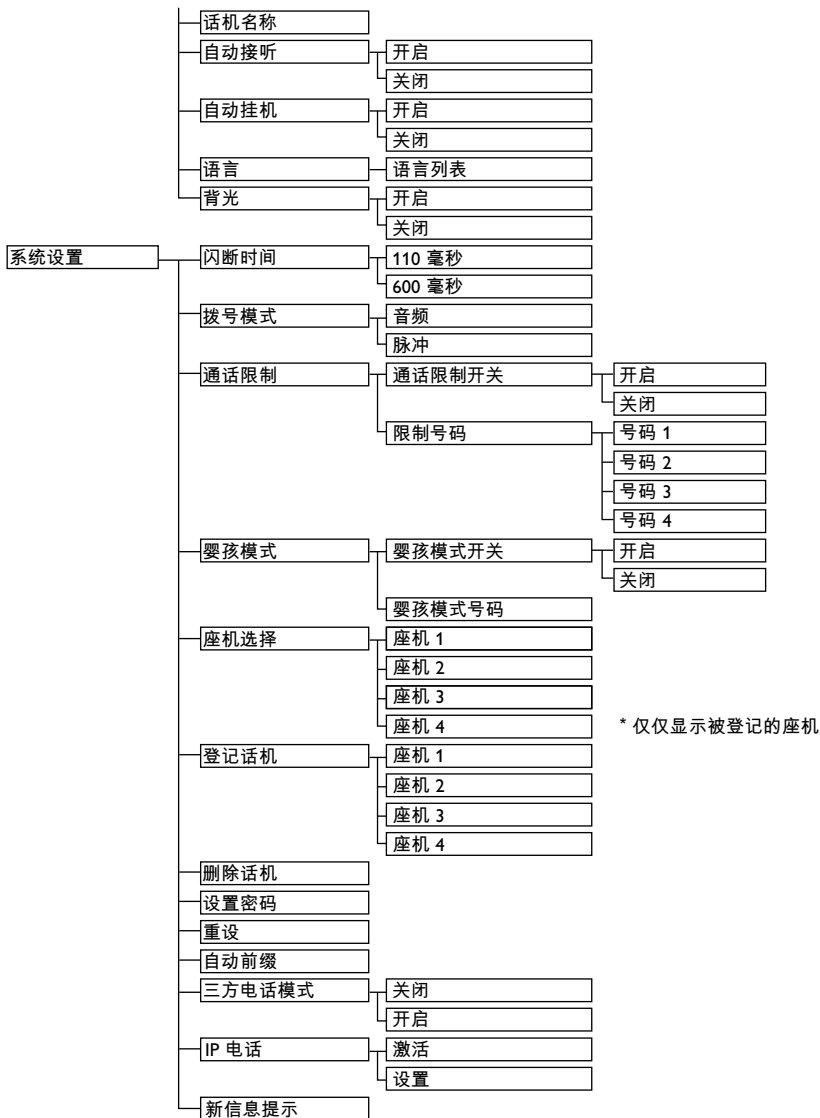 话机名称
自动接听 开启
关闭
自动挂机 开启
关闭
语言 语言列表
背光 开启
关闭
系统设置 闪断时间 110 毫秒
600 毫秒
拨号模式 音频
脉冲
通话限制 通话限制开关 开启
关闭
限制号码 号码 1
号码 2
号码 3
号码 4
婴孩模式 婴孩模式开关 开启
关闭
婴孩模式号码
座机选择 座机 1
座机 2
座机 3
座机 4 * 仅仅显示被登记的座机
登记话机 座机 1
座机 2
座机 3
座机 4
删除话机
设置密码
重设
自动前缀
三方电话模式 关闭
开启
IP 电话 激活
设置
新信息提示